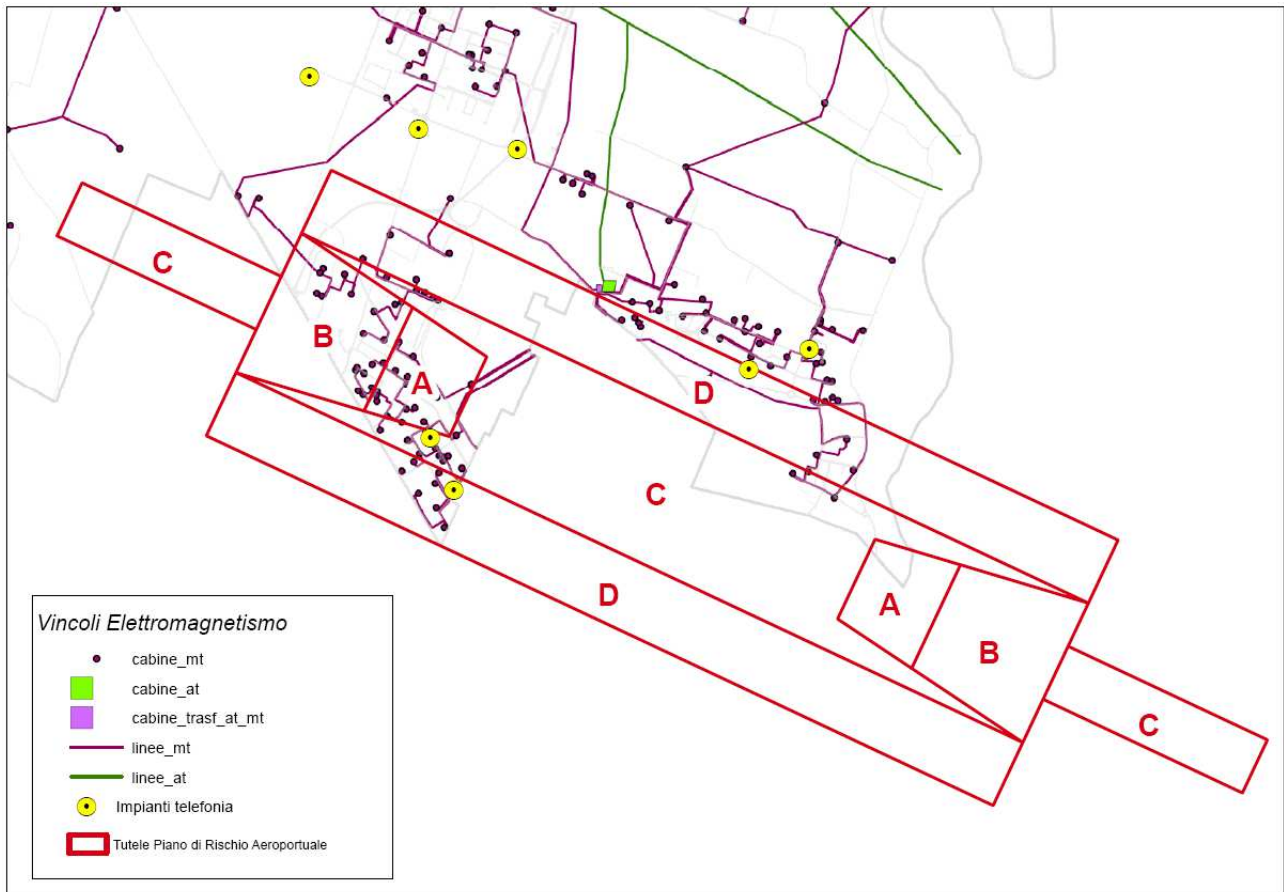 C
B
A
D
C
D
A
B
C
Vincoli Elettromagnetismo
cabine_mt
cabine_at
cabine_trasf_at_mt
linee_mt
linee_at
Impianti telefonia
Tutele Piano di Rischio Aeroportuale